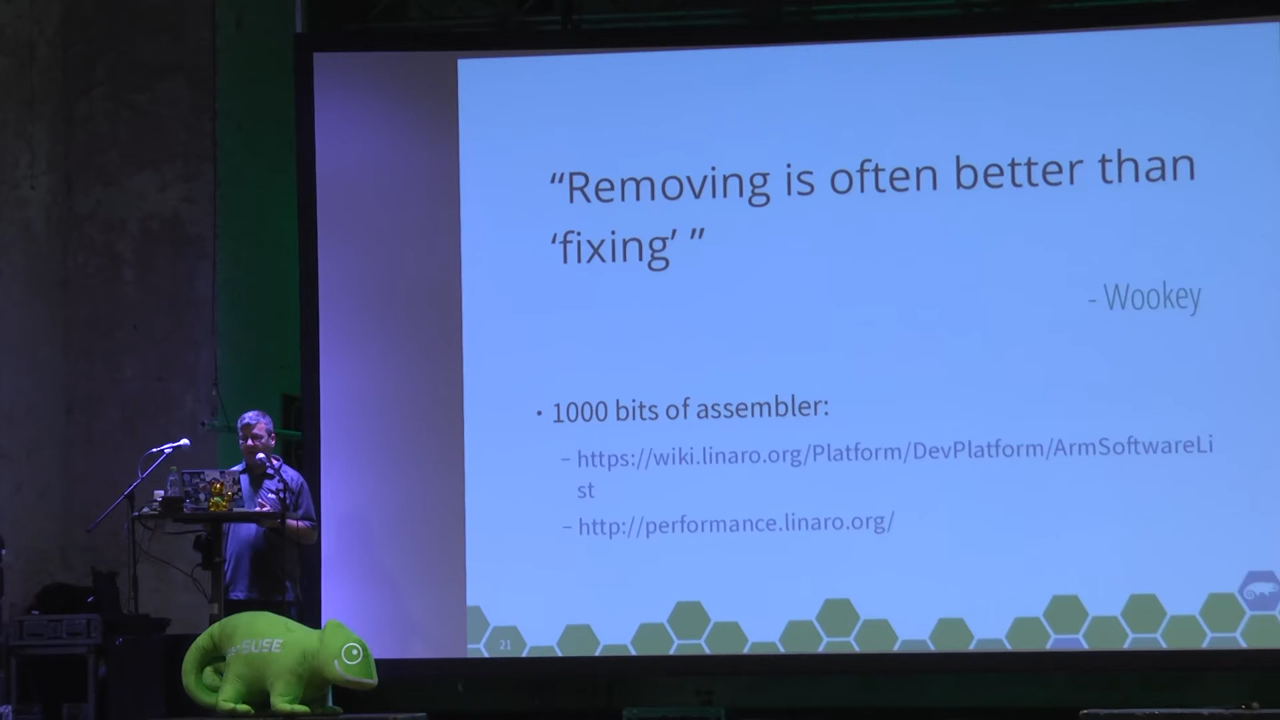 “Removing is often better than
‘fixing’ ”
- Wookey
• 1000 bits of assembler:
– https://wiki.linaro.org/Platform/DevPlatform/ArmSoftwareLi
st
– http://performance.linaro.org/
21
SUSE